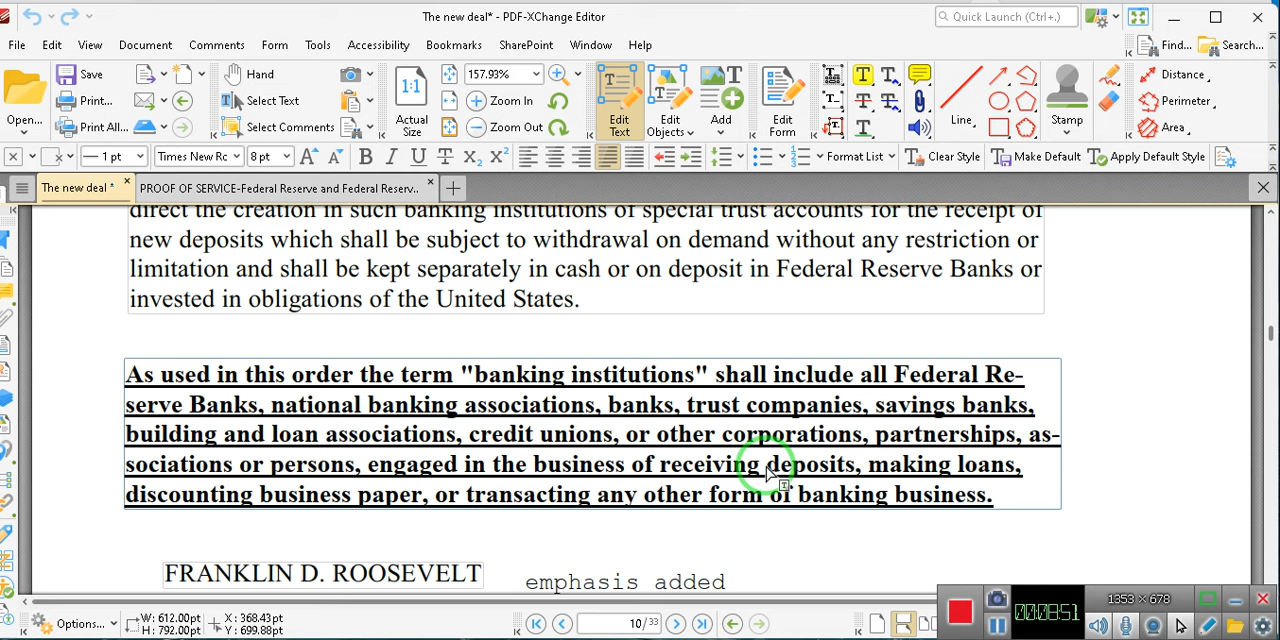 The new deal* - PDF-XChange Editor
Quick Launch (Ctrl+.)
File Edit View Document Comments Form Tools Accessibility Bookmarks SharePoint Window Help
Find... Search...
Open...
Save
Print...
Print All...
Hand
Select Text
Select Comments
1:1
Actual Size
157.93%
Zoom In
Zoom Out
Edit Text
Edit Objects
Add
Edit Form
Line
Stamp
Distance
Perimeter
Area
1 pt Times New Ro 8 pt Format List Clear Style Make Default Apply Default Style
The new deal * PROOF OF SERVICE-Federal Reserve and Federal Reserv..
direct the creation in such banking institutions of special trust accounts for the receipt of
new deposits which shall be subject to withdrawal on demand without any restriction or
limitation and shall be kept separately in cash or on deposit in Federal Reserve Banks or
invested in obligations of the United States.
As used in this order the term "banking institutions" shall include all Federal Re-
serve Banks, national banking associations, banks, trust companies, savings banks,
building and loan associations, credit unions, or other corporations, partnerships, as-
sociations or persons, engaged in the business of receiving deposits, making loans,
discounting business paper, or transacting any other form of banking business.
FRANKLIN D. ROOSEVELT emphasis added
1353 × 678
000:8:51
Options... W: 612.00pt H: 792.00pt X: 368.43pt Y: 699.88pt 10 / 33